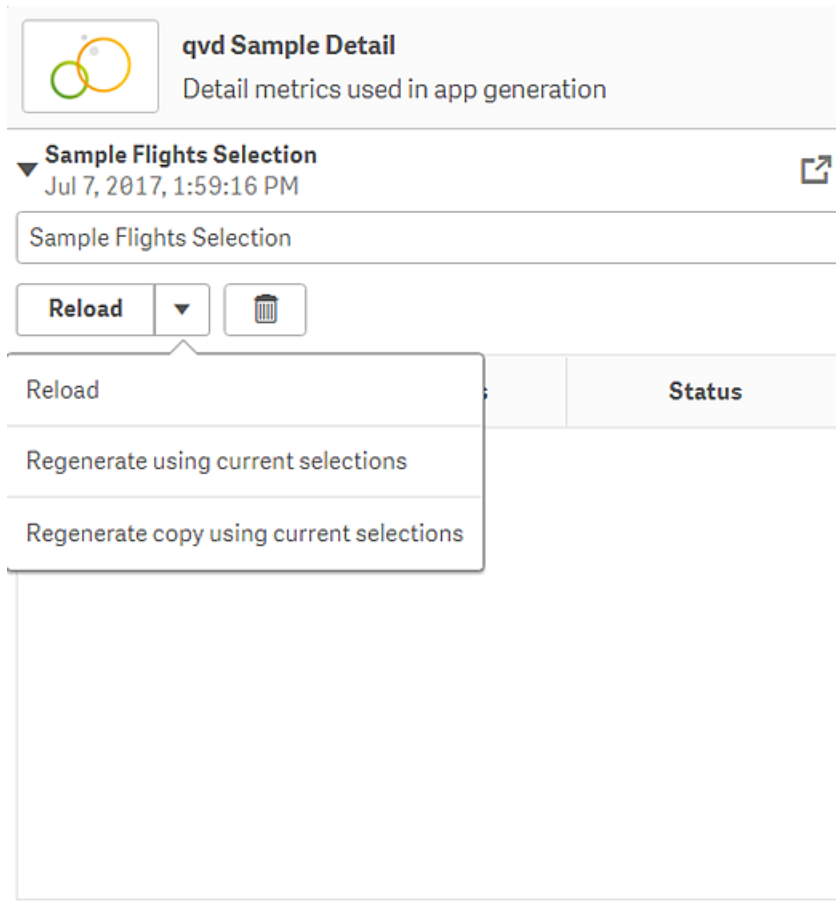 qvd Sample Detail
Detail metrics used in app generation
Sample Flights Selection
Jul 7, 2017, 1:59:16 PM
Sample Flights Selection
Reload
Status
Reload
Regenerate using current selections
Regenerate copy using current selections